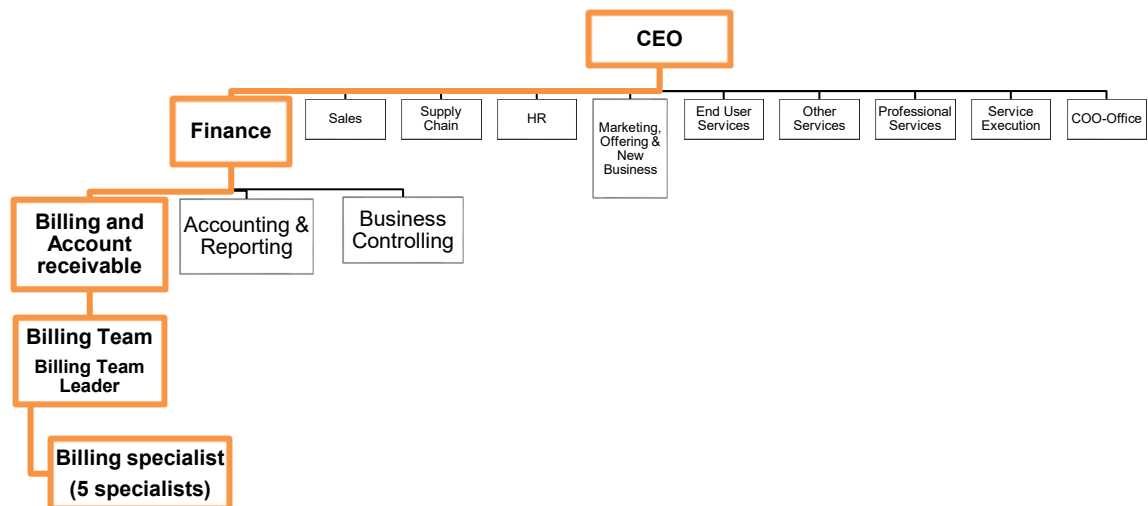 CEO
Finance
Sales
Supply
Chain
HR
Marketing,
Offering &
New
Business
End User
Services
Other
Services
Professional
Services
Service
Execution
COO-Office
Billing and
Account
receivable
Accounting &
Reporting
Business
Controlling
Billing Team
Billing Team
Leader
Billing specialist
(5 specialists)